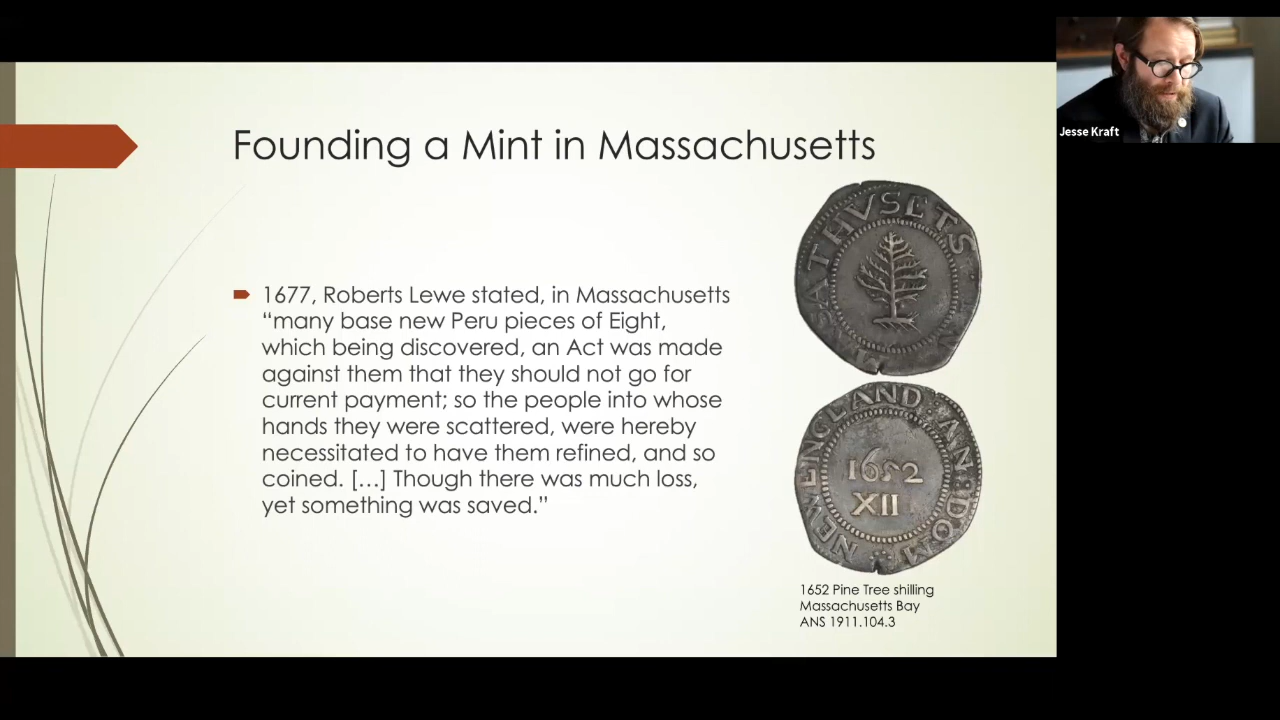 Founding a Mint in Massachusetts
1677, Roberts Lewe stated, in Massachusetts
“many base new Peru pieces of Eight,
which being discovered, an Act was made
against them that they should not go for
current payment; so the people into whose
hands they were scattered, were hereby
necessitated to have them refined, and so
coined. […] Though there was much loss,
yet something was saved.”
ATHVSETS
NEW ENGLAND AN DOM
1652
XII
1652 Pine Tree shilling
Massachusetts Bay
ANS 1911.104.3
Jesse Kraft